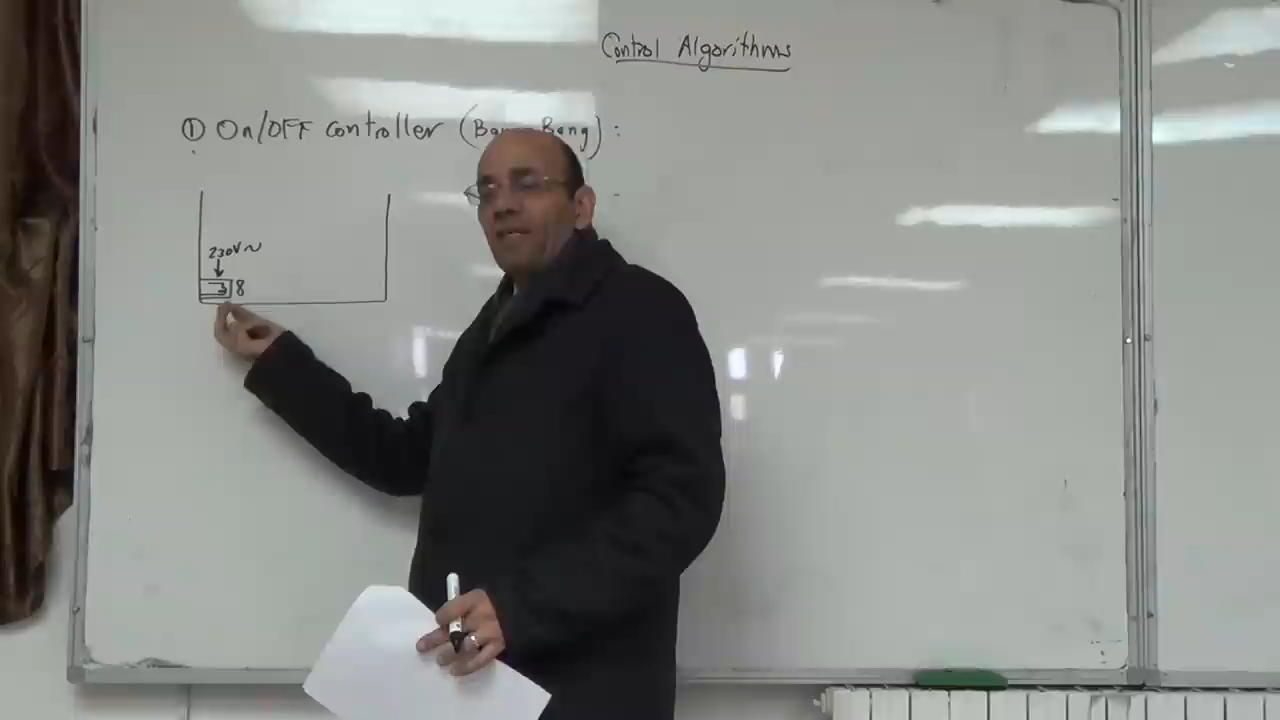 Control Algorithms
① On/OFF Controller (Bang-Bang) :
230V~
8